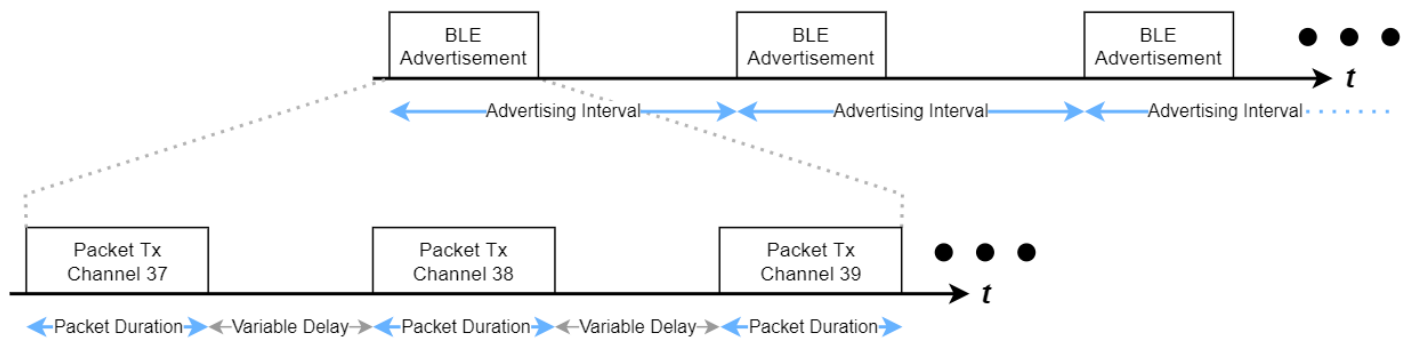 BLE
Advertisement
BLE
Advertisement
BLE
Advertisement
t
Advertising Interval
Advertising Interval
Advertising Interval
Packet Tx
Channel 37
Packet Tx
Channel 38
Packet Tx
Channel 39
t
Packet Duration
Variable Delay
Packet Duration
Variable Delay
Packet Duration